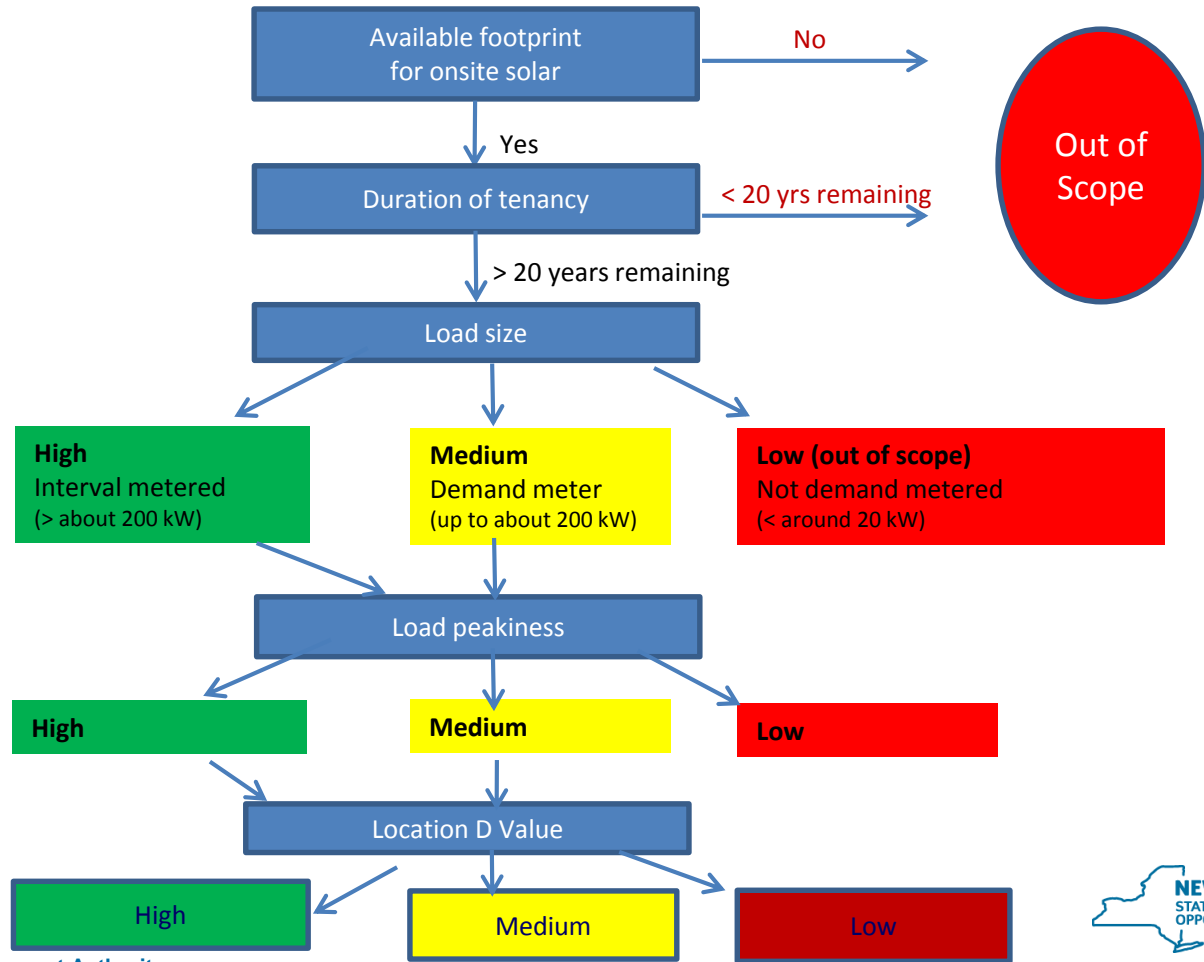 Available footprint
for onsite solar
No
Out of
Scope
Yes
Duration of tenancy
< 20 yrs remaining
> 20 years remaining
Load size
High
Interval metered
(> about 200 kW)
Medium
Demand meter
(up to about 200 kW)
Low (out of scope)
Not demand metered
(< around 20 kW)
Load peakiness
High
Medium
Low
Location D Value
High
Medium
Low